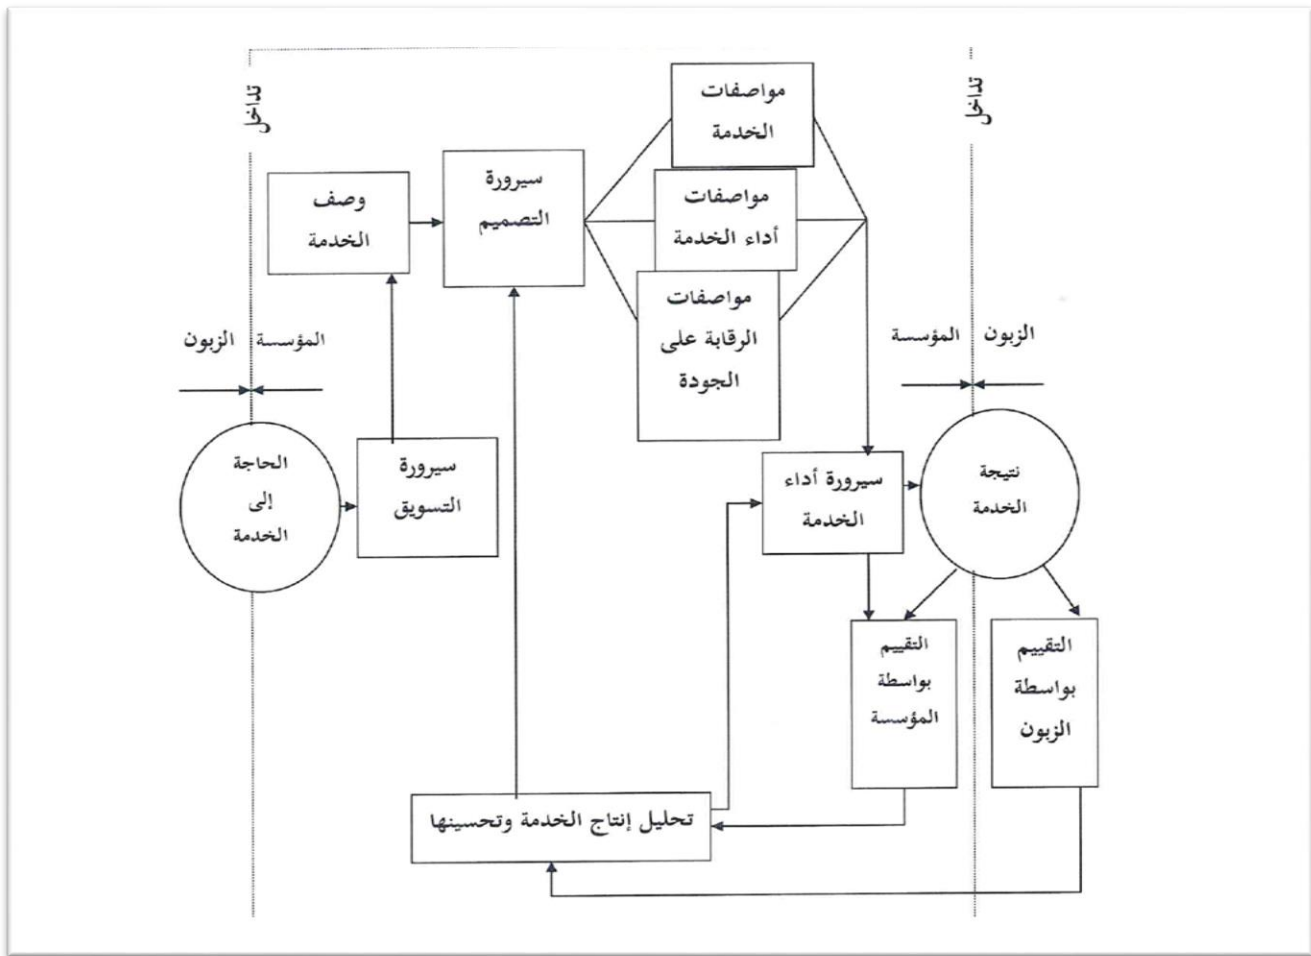 تداخل
تداخل
مواصفات
الخدمة
سيرورة
التصميم
وصف
الخدمة
مواصفات
أداء الخدمة
مواصفات
الرقابة على
الجودة
الزبون
المؤسسة
المؤسسة
الزبون
الحاجة
إلى
الخدمة
سيرورة
التسويق
سيرورة أداء
الخدمة
نتيجة
الخدمة
التقييم
بواسطة
المؤسسة
التقييم
بواسطة
الزبون
تحليل إنتاج الخدمة وتحسينها